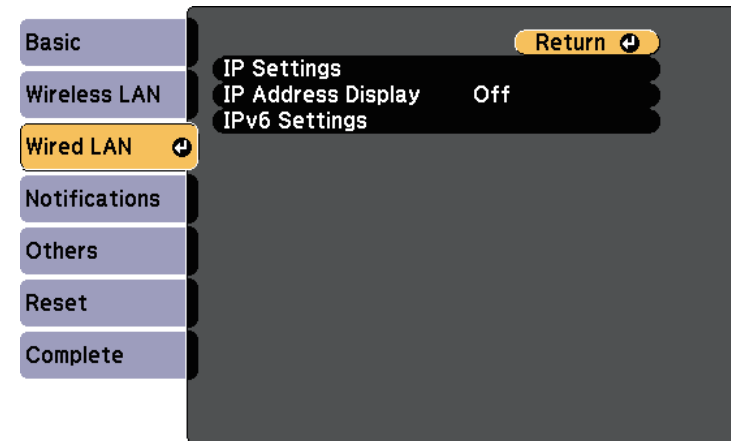 Basic
Wireless LAN
Wired LAN
Notifications
Others
Reset
Complete
Return
IP Settings
IP Address Display Off
IPv6 Settings